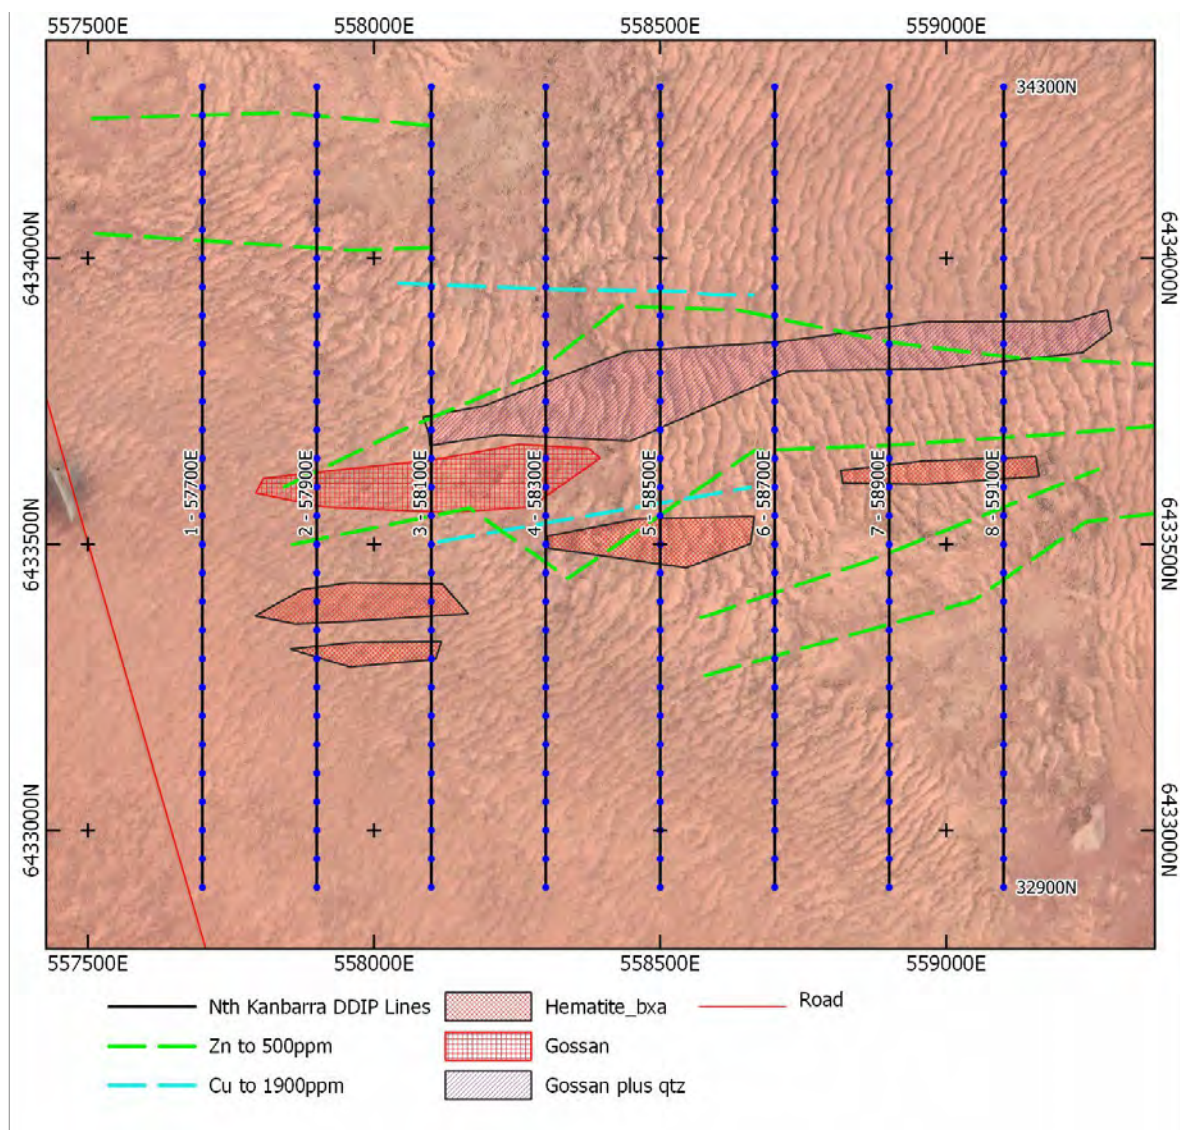 557500E 558000E 558500E 559000E
34300N
6434000N 6434000N
1 - 57700E 2 - 57900E 3 - 58100E 4 - 58300E 5 - 58500E 6 - 58700E 7 - 58900E 8 - 59100E
6433500N 6433500N
6433000N 6433000N
32900N
557500E 558000E 558500E 559000E
Nth Kanbarra DDIP Lines Hematite_bxa Road
Zn to 500ppm Gossan
Cu to 1900ppm Gossan plus qtz